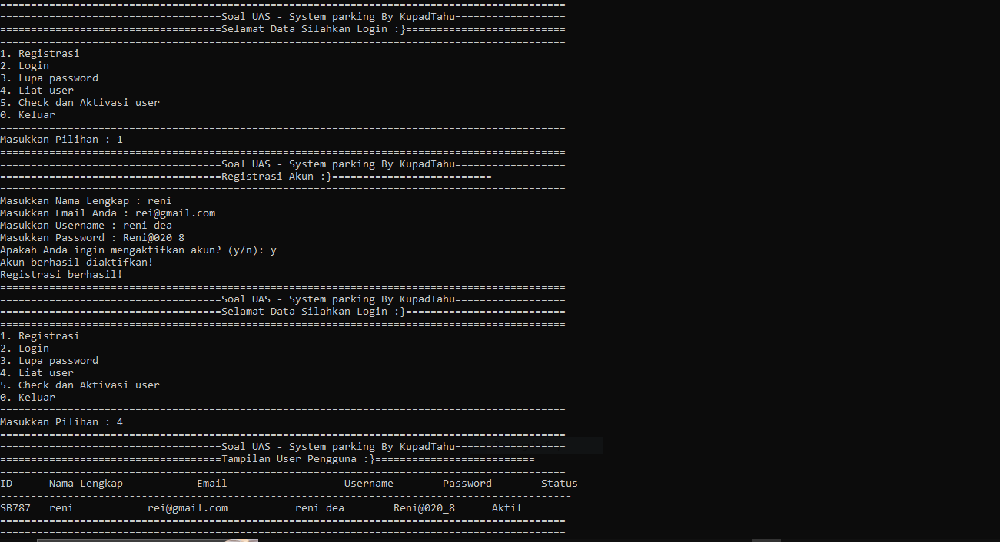 ============================================================================================
====================================Soal UAS - System parking By KupadTahu==================
====================================Selamat Data Silahkan Login :}==========================
============================================================================================
1. Registrasi
2. Login
3. Lupa password
4. Liat user
5. Check dan Aktivasi user
0. Keluar
============================================================================================
Masukkan Pilihan : 1
============================================================================================
====================================Soal UAS - System parking By KupadTahu==================
====================================Registrasi Akun :}==========================
============================================================================================
Masukkan Nama Lengkap : reni
Masukkan Email Anda : rei@gmail.com
Masukkan Username : reni dea
Masukkan Password : Reni@020_8
Apakah Anda ingin mengaktifkan akun? (y/n): y
Akun berhasil diaktifkan!
Registrasi berhasil!
============================================================================================
====================================Soal UAS - System parking By KupadTahu==================
====================================Selamat Data Silahkan Login :}==========================
============================================================================================
1. Registrasi
2. Login
3. Lupa password
4. Liat user
5. Check dan Aktivasi user
0. Keluar
============================================================================================
Masukkan Pilihan : 4
============================================================================================
====================================Soal UAS - System parking By KupadTahu==================
====================================Tampilan User Pengguna :}==========================
============================================================================================
ID      Nama Lengkap            Email                   Username        Password        Status
---------------------------------------------------------------------------------------------
SB787   reni            rei@gmail.com           reni dea        Reni@020_8      Aktif
============================================================================================
============================================================================================